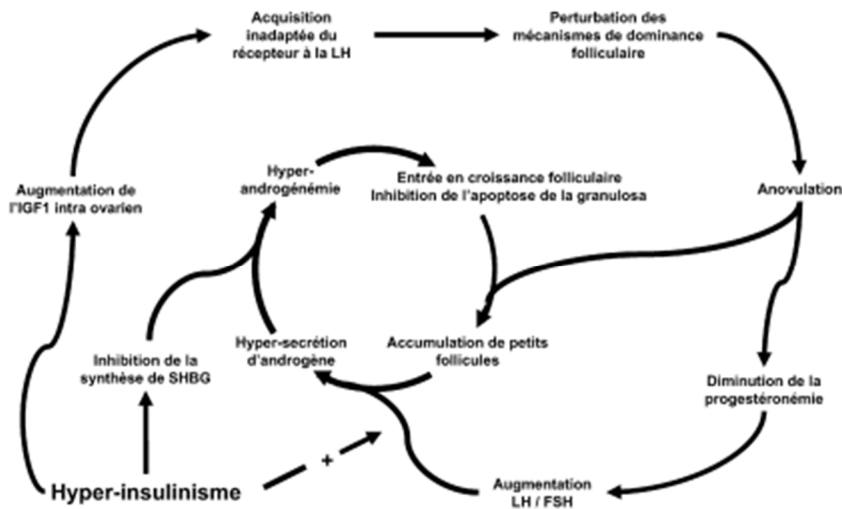 Acquisition
inadaptée du
récepteur à la LH
Perturbation des
mécanismes de dominance
folliculaire
Augmentation de
l'IGF1 intra ovarien
Hyper-
androgénémie
Entrée en croissance folliculaire
Inhibition de l'apoptose de la granulosa
Anovulation
Inhibition de la
synthèse de SHBG
Hyper-secrétion
d'androgène
Accumulation de petits
follicules
Diminution de la
progestéronémie
+
Hyper-insulinisme
Augmentation
LH / FSH